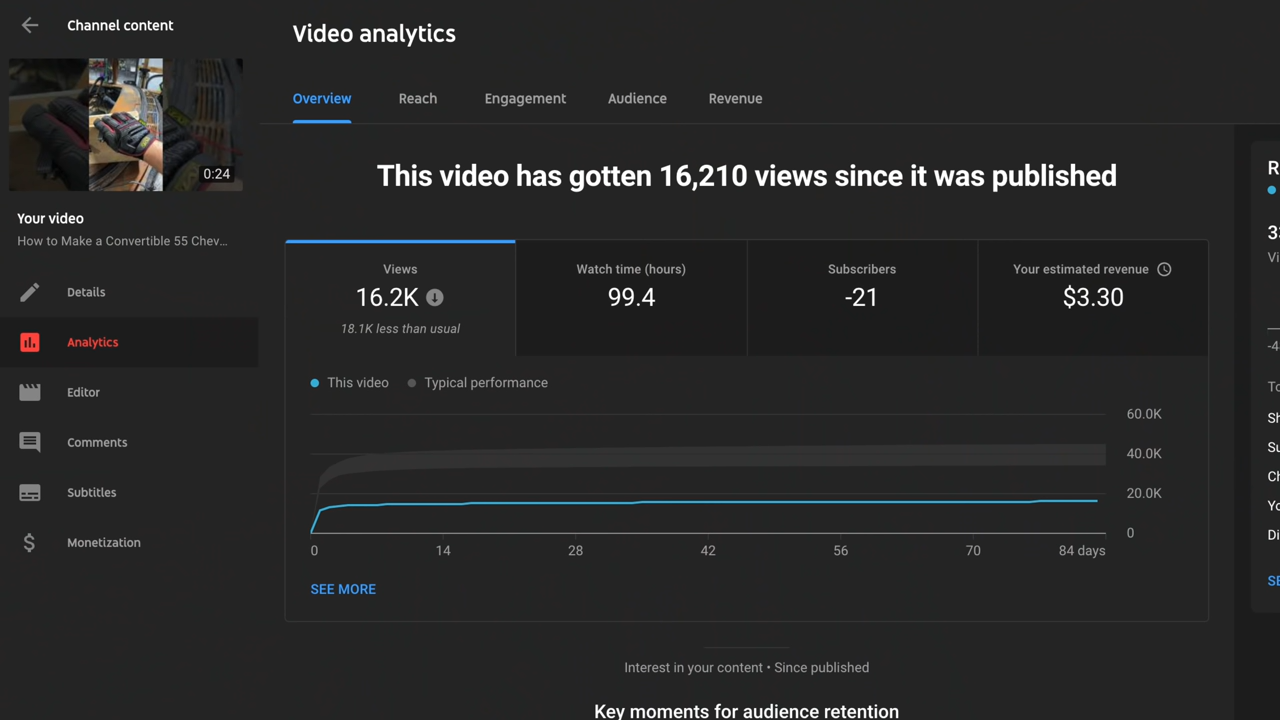 Channel content
0:24
Your video
How to Make a Convertible 55 Chev...
Details
Analytics
Editor
Comments
Subtitles
Monetization
Video analytics
Overview Reach Engagement Audience Revenue
This video has gotten 16,210 views since it was published
Views Watch time (hours) Subscribers Your estimated revenue
16.2K 99.4 -21 $3.30
18.1K less than usual
This video Typical performance
60.0K
40.0K
20.0K
0
0 14 28 42 56 70 84 days
SEE MORE
Interest in your content • Since published
Key moments for audience retention